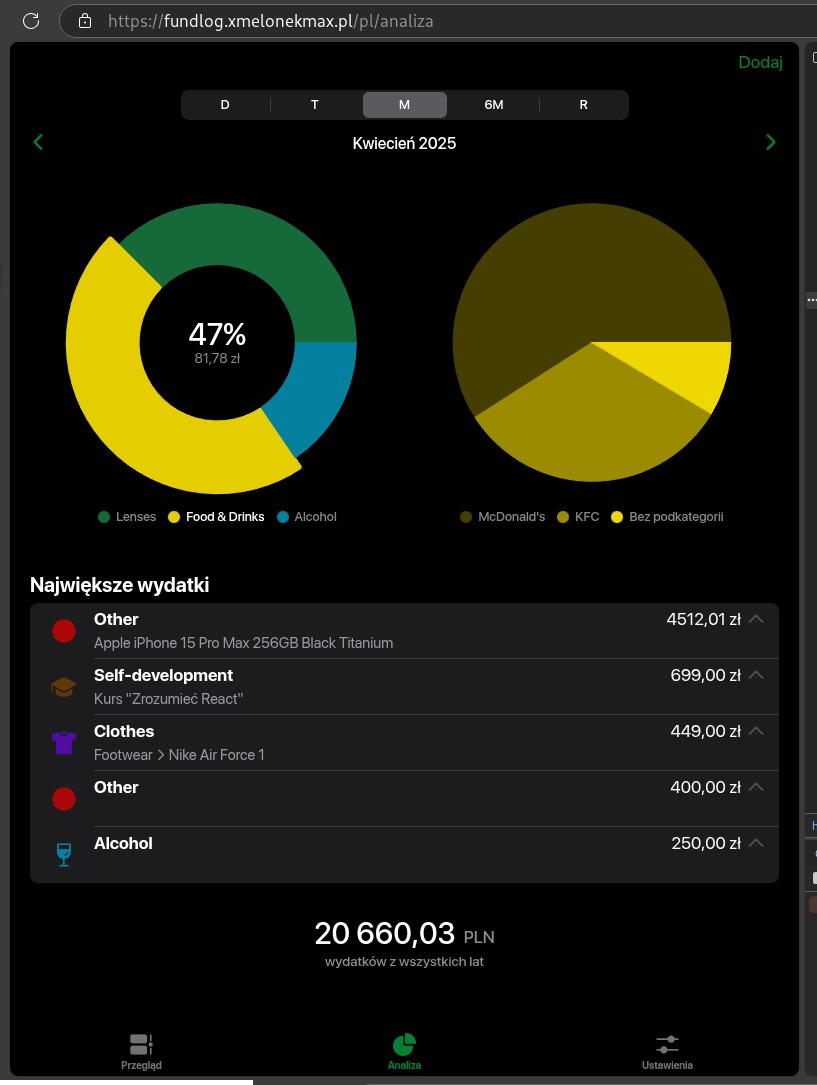 https://fundlog.xmelonekmax.pl/pl/analiza
Dodaj
D T M 6M R
Kwiecień 2025
47%
81,78 zł
Lenses Food & Drinks Alcohol
McDonald's KFC Bez podkategorii
Największe wydatki
Other 4512,01 zł
Apple iPhone 15 Pro Max 256GB Black Titanium
Self-development 699,00 zł
Kurs "Zrozumieć React"
Clothes 449,00 zł
Footwear > Nike Air Force 1
Other 400,00 zł
Alcohol 250,00 zł
20 660,03 PLN
wydatków z wszystkich lat
Przegląd Analiza Ustawienia